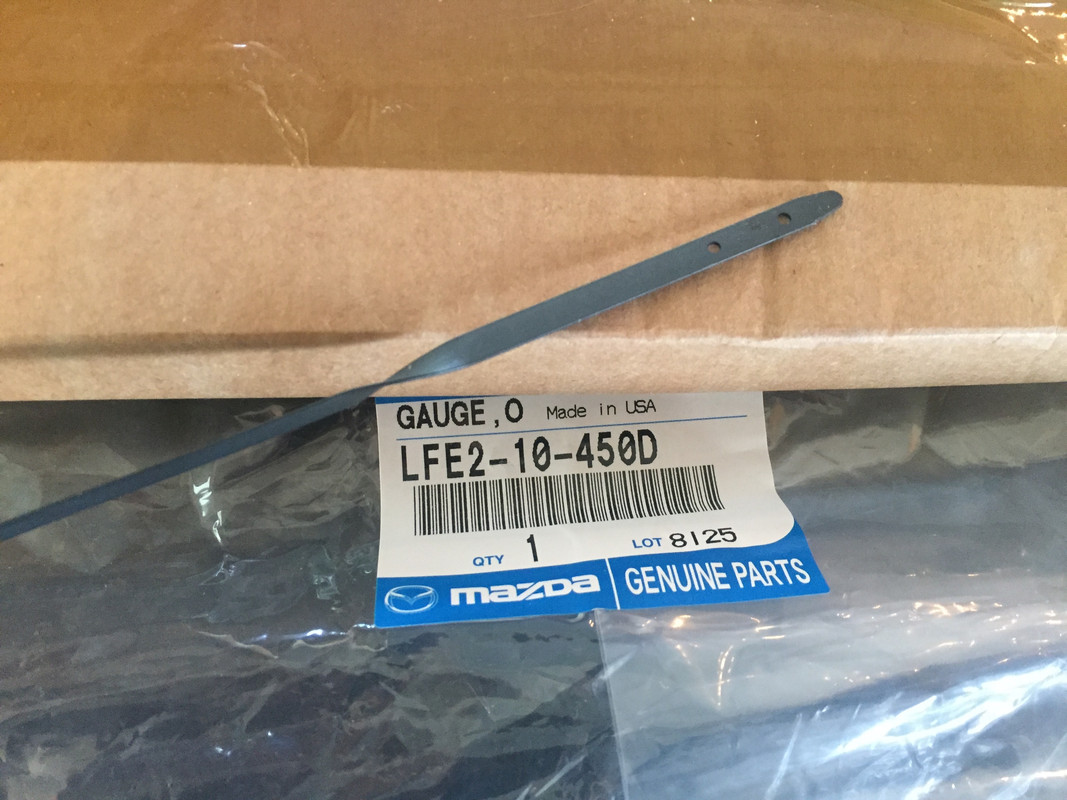 GAUGE,O Made in USA
LFE2-10-450D
QTY 1 LOT 8125
mazda GENUINE PARTS